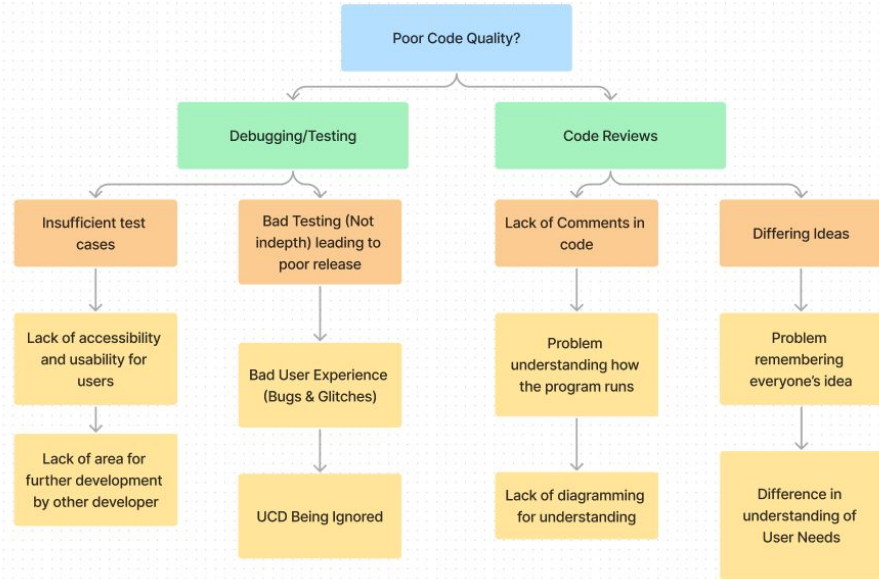 Poor Code Quality?
Debugging/Testing
Code Reviews
Insufficient test
cases
Bad Testing (Not
indepth) leading to
poor release
Lack of Comments in
code
Differing Ideas
Lack of accessibility
and usability for
users
Bad User Experience
(Bugs & Glitches)
Problem
understanding how
the program runs
Problem
remembering
everyone's idea
Lack of area for
further development
by other developer
UCD Being Ignored
Lack of diagramming
for understanding
Difference in
understanding of
User Needs